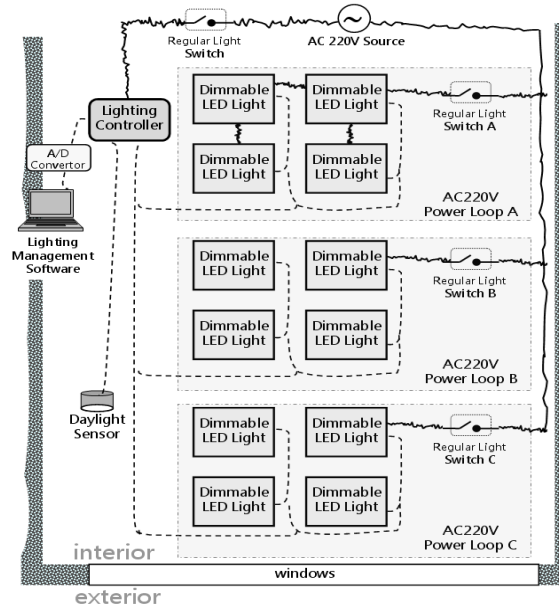 Regular Light
Switch
AC 220V Source
Dimmable
LED Light
Dimmable
LED Light
Regular Light
Switch A
Lighting
Controller
A/D
Convertor
Dimmable
LED Light
Dimmable
LED Light
AC220V
Power Loop A
Lighting
Management
Software
Dimmable
LED Light
Dimmable
LED Light
Regular Light
Switch B
Dimmable
LED Light
Dimmable
LED Light
AC220V
Power Loop B
Daylight
Sensor
Dimmable
LED Light
Dimmable
LED Light
Regular Light
Switch C
Dimmable
LED Light
Dimmable
LED Light
AC220V
Power Loop C
interior
windows
exterior